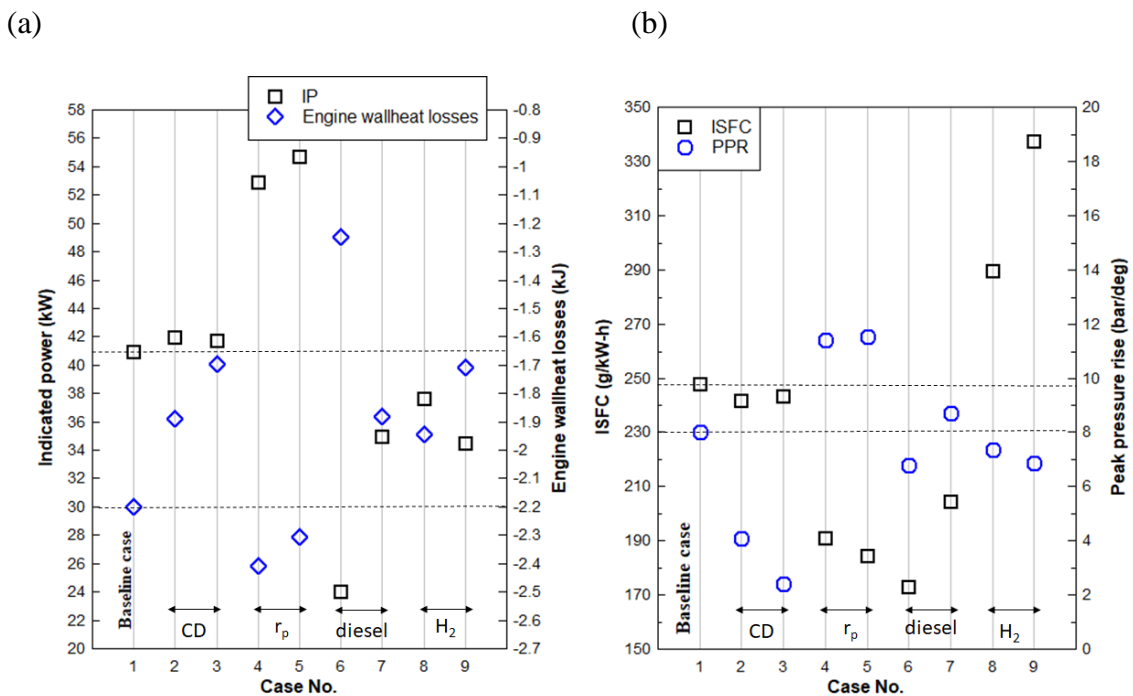 (a)
(b)
IP
Engine wallheat losses
58
56
54
52
50
48
46
44
42
40
38
36
34
32
30
28
26
24
22
20
Indicated power (kW)
-0.8
-0.9
-1
-1.1
-1.2
-1.3
-1.4
-1.5
-1.6
-1.7
-1.8
-1.9
-2
-2.1
-2.2
-2.3
-2.4
-2.5
-2.6
-2.7
Engine wallheat losses (kJ)
Baseline case
CD
rₚ
diesel
H₂
1 2 3 4 5 6 7 8 9
Case No.
ISFC
PPR
350
330
310
290
270
250
230
210
190
170
150
ISFC (g/kW-h)
20
18
16
14
12
10
8
6
4
2
0
Peak pressure rise (bar/deg)
Baseline case
CD
rₚ
diesel
H₂
1 2 3 4 5 6 7 8 9
Case No.